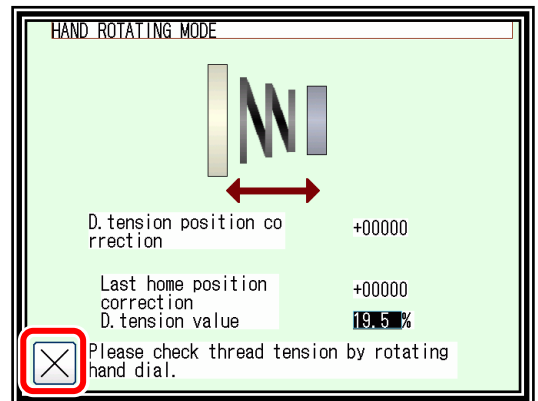 HAND ROTATING MODE
D.tension position co
rrection
+00000
Last home position
correction
+00000
D.tension value
19.5 %
Please check thread tension by rotating
hand dial.